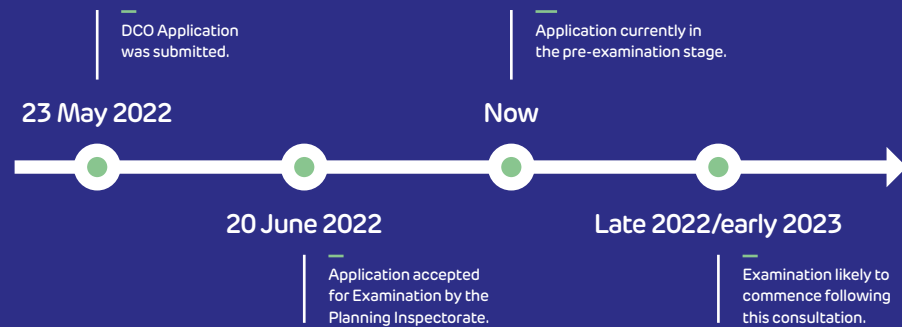 DCO Application
was submitted.
23 May 2022
20 June 2022
Application accepted
for Examination by the
Planning Inspectorate.
Application currently in
the pre-examination stage.
Now
Late 2022/early 2023
Examination likely to
commence following
this consultation.